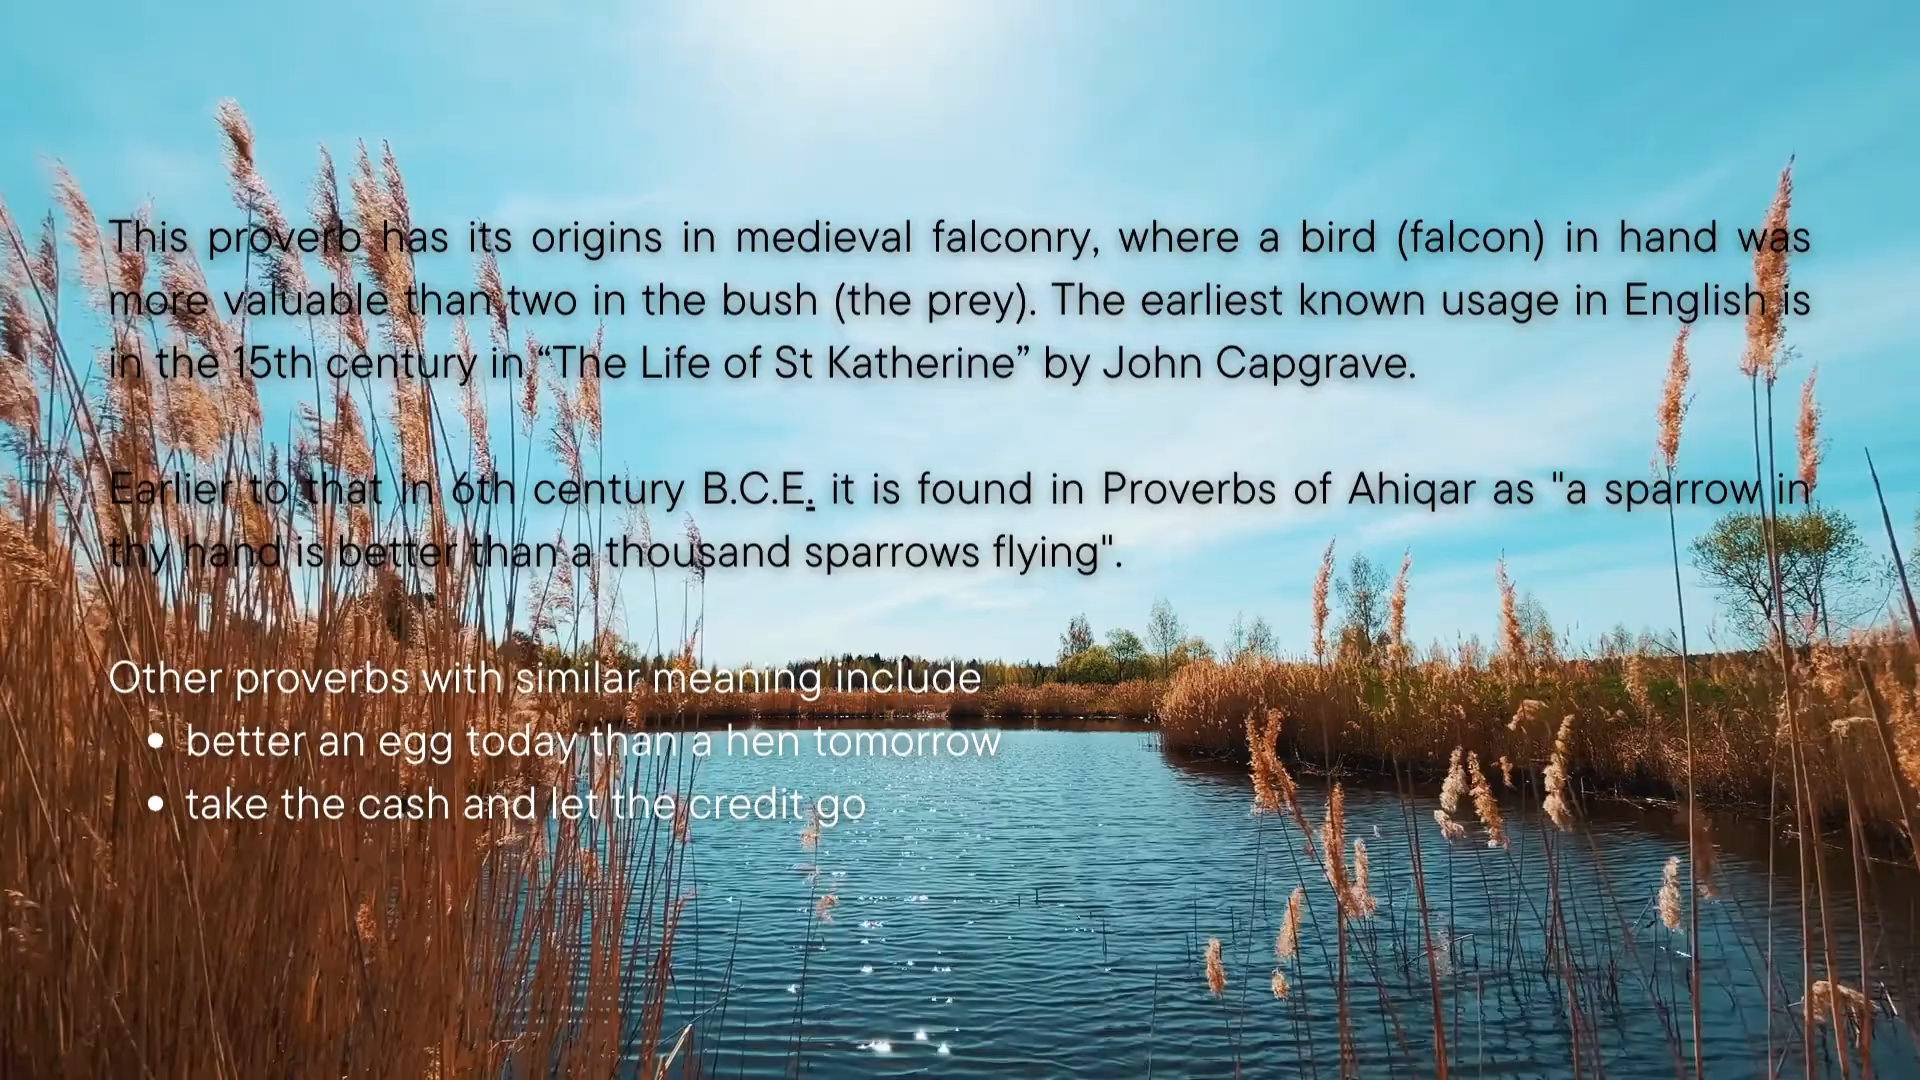 This proverb has its origins in medieval falconry, where a bird (falcon) in hand was
more valuable than two in the bush (the prey). The earliest known usage in English is
in the 15th century in “The Life of St Katherine” by John Capgrave.
Earlier to that in 6th century B.C.E. it is found in Proverbs of Ahiqar as "a sparrow in
thy hand is better than a thousand sparrows flying".
Other proverbs with similar meaning include
• better an egg today than a hen tomorrow
• take the cash and let the credit go